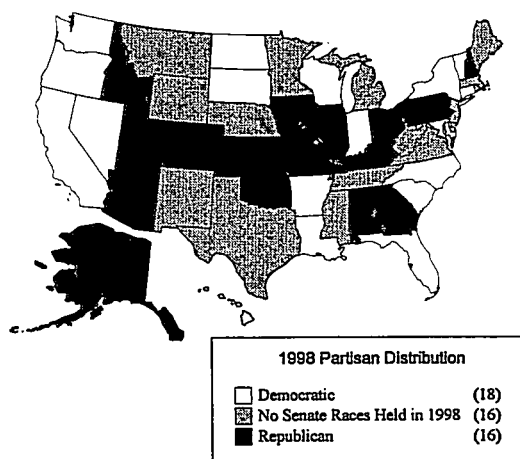 1998 Partisan Distribution
Democratic (18)
No Senate Races Held in 1998 (16)
Republican (16)